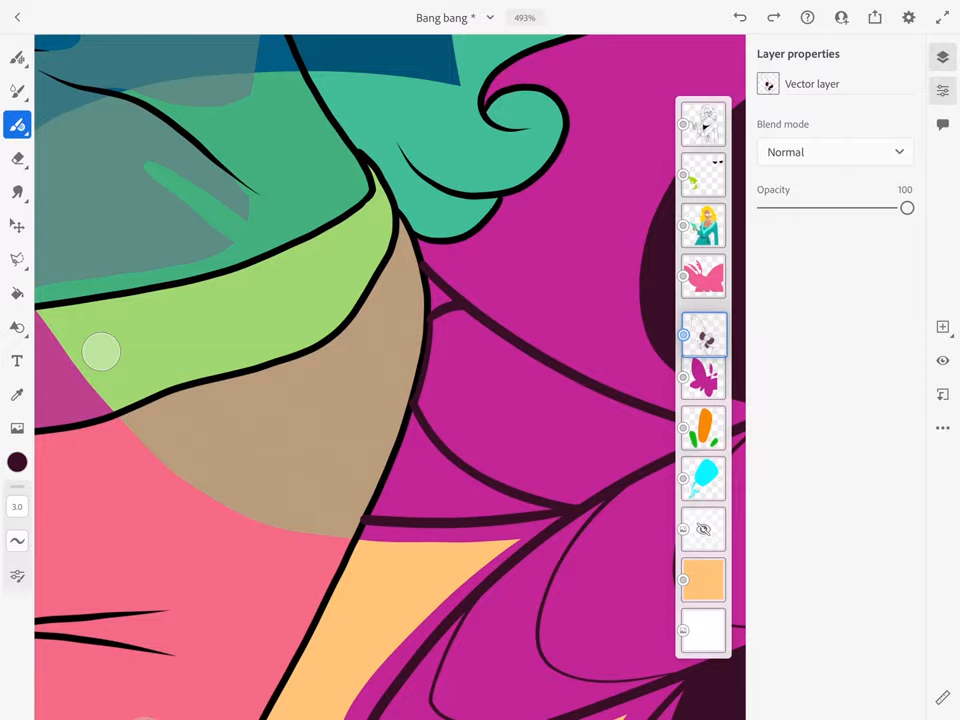 Bang bang *
493%
Layer properties
Vector layer
Blend mode
Normal
Opacity 100
T
3.0